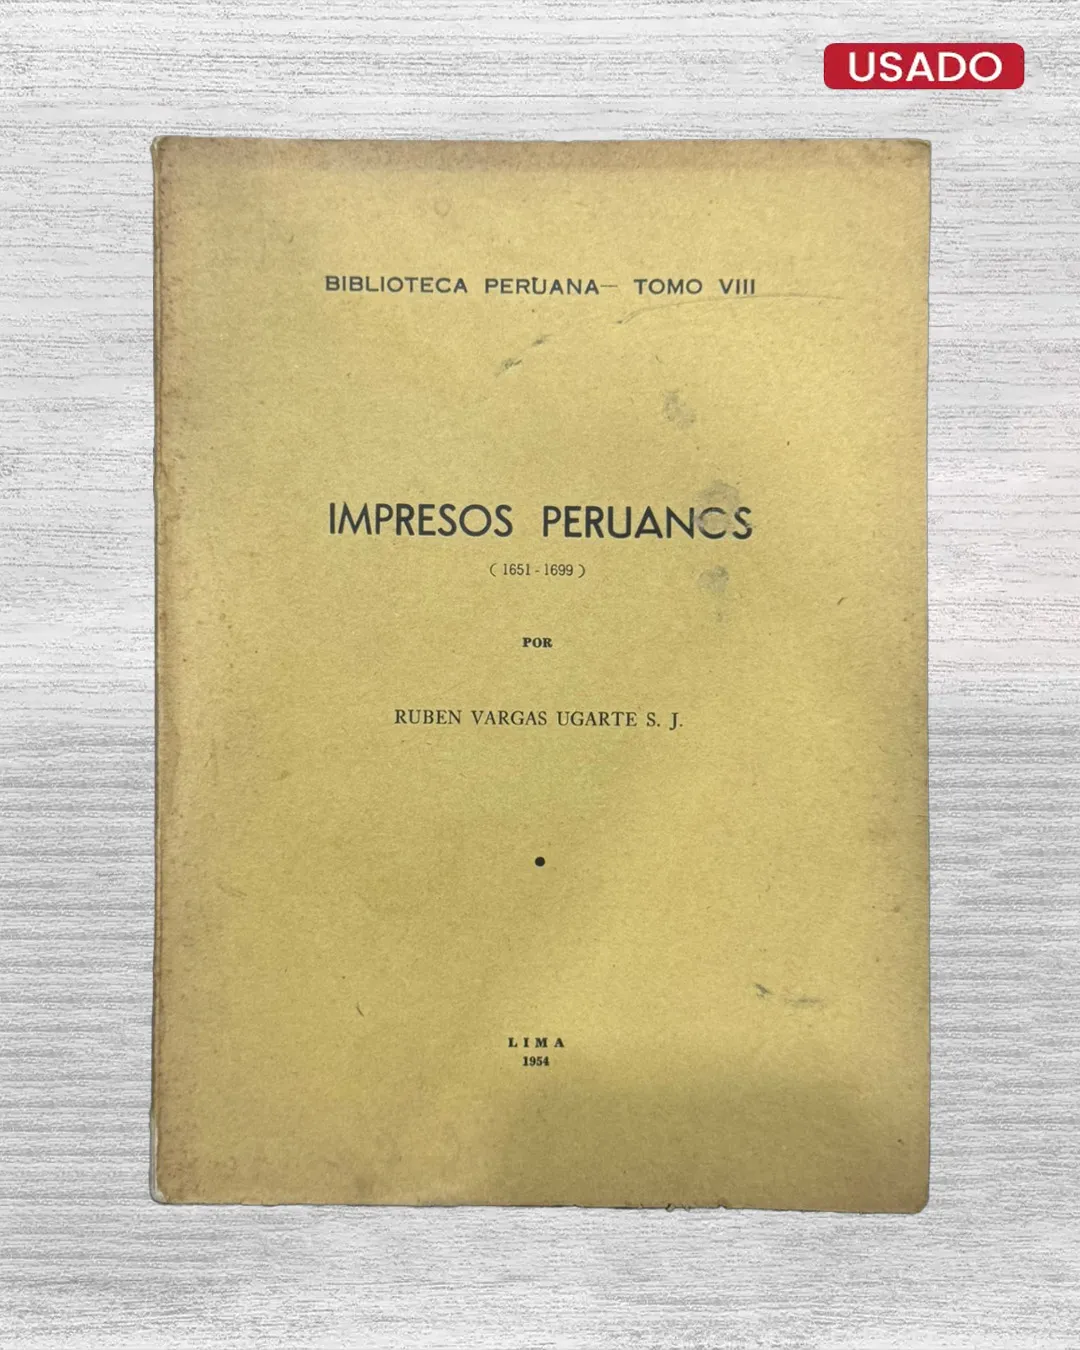 USADO
BIBLIOTECA PERUANA— TOMO VIII
IMPRESOS PERUANOS
( 1651 - 1699 )
POR
RUBEN VARGAS UGARTE S. J.
LIMA
1954